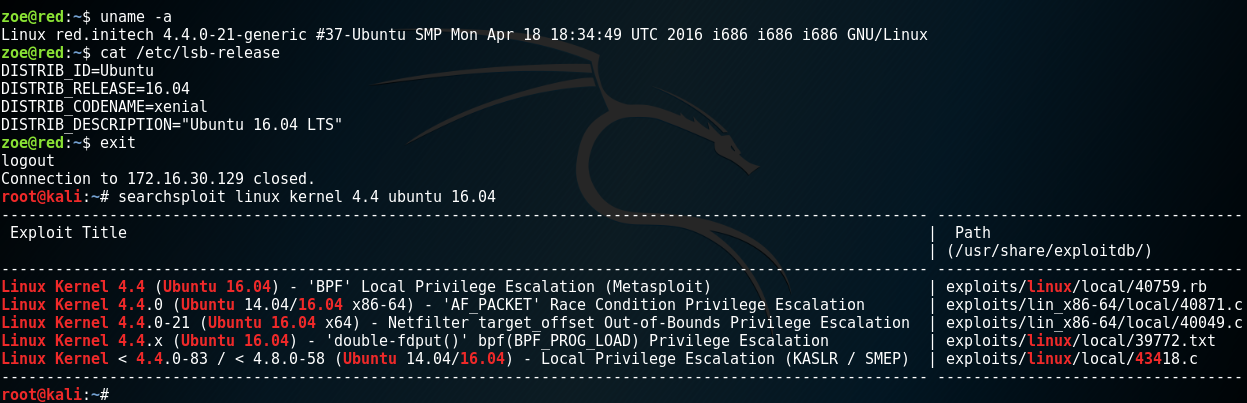 zoe@red:~$ uname -a
Linux red.initech 4.4.0-21-generic #37-Ubuntu SMP Mon Apr 18 18:34:49 UTC 2016 i686 i686 i686 GNU/Linux
zoe@red:~$ cat /etc/lsb-release
DISTRIB_ID=Ubuntu
DISTRIB_RELEASE=16.04
DISTRIB_CODENAME=xenial
DISTRIB_DESCRIPTION="Ubuntu 16.04 LTS"
zoe@red:~$ exit
logout
Connection to 172.16.30.129 closed.
root@kali:~# searchsploit linux kernel 4.4 ubuntu 16.04
------------------------------------------------------------------------------------------------------- ----------------------------------
 Exploit Title | Path
 | (/usr/share/exploitdb/)
------------------------------------------------------------------------------------------------------- ----------------------------------
Linux Kernel 4.4 (Ubuntu 16.04) - 'BPF' Local Privilege Escalation (Metasploit) | exploits/linux/local/40759.rb
Linux Kernel 4.4.0 (Ubuntu 14.04/16.04 x86-64) - 'AF_PACKET' Race Condition Privilege Escalation | exploits/lin_x86-64/local/40871.c
Linux Kernel 4.4.0-21 (Ubuntu 16.04 x64) - Netfilter target_offset Out-of-Bounds Privilege Escalation | exploits/lin_x86-64/local/40049.c
Linux Kernel 4.4.x (Ubuntu 16.04) - 'double-fdput()' bpf(BPF_PROG_LOAD) Privilege Escalation | exploits/linux/local/39772.txt
Linux Kernel < 4.4.0-83 / < 4.8.0-58 (Ubuntu 14.04/16.04) - Local Privilege Escalation (KASLR / SMEP) | exploits/linux/local/43418.c
------------------------------------------------------------------------------------------------------- ----------------------------------
root@kali:~#